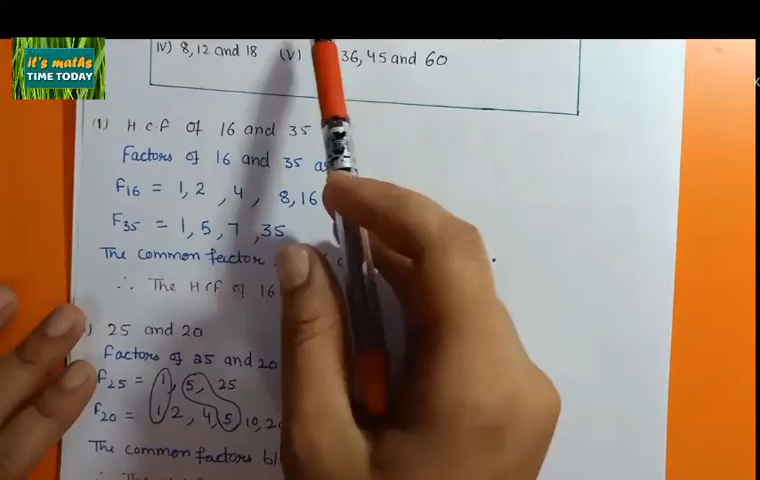 it's maths
TIME TODAY
IV) 8, 12 and 18 (V) 36, 45 and 60
(1) H.C.F of 16 and 35
Factors of 16 and 35
F16 = 1, 2, 4, 8, 16
F35 = 1, 5, 7, 35
The common factor
∴ The HCF of 16
) 25 and 20
Factors of 25 and 20
F25 = 1, 5, 25
F20 = 1 2, 4, 5, 10, 2
The common factors